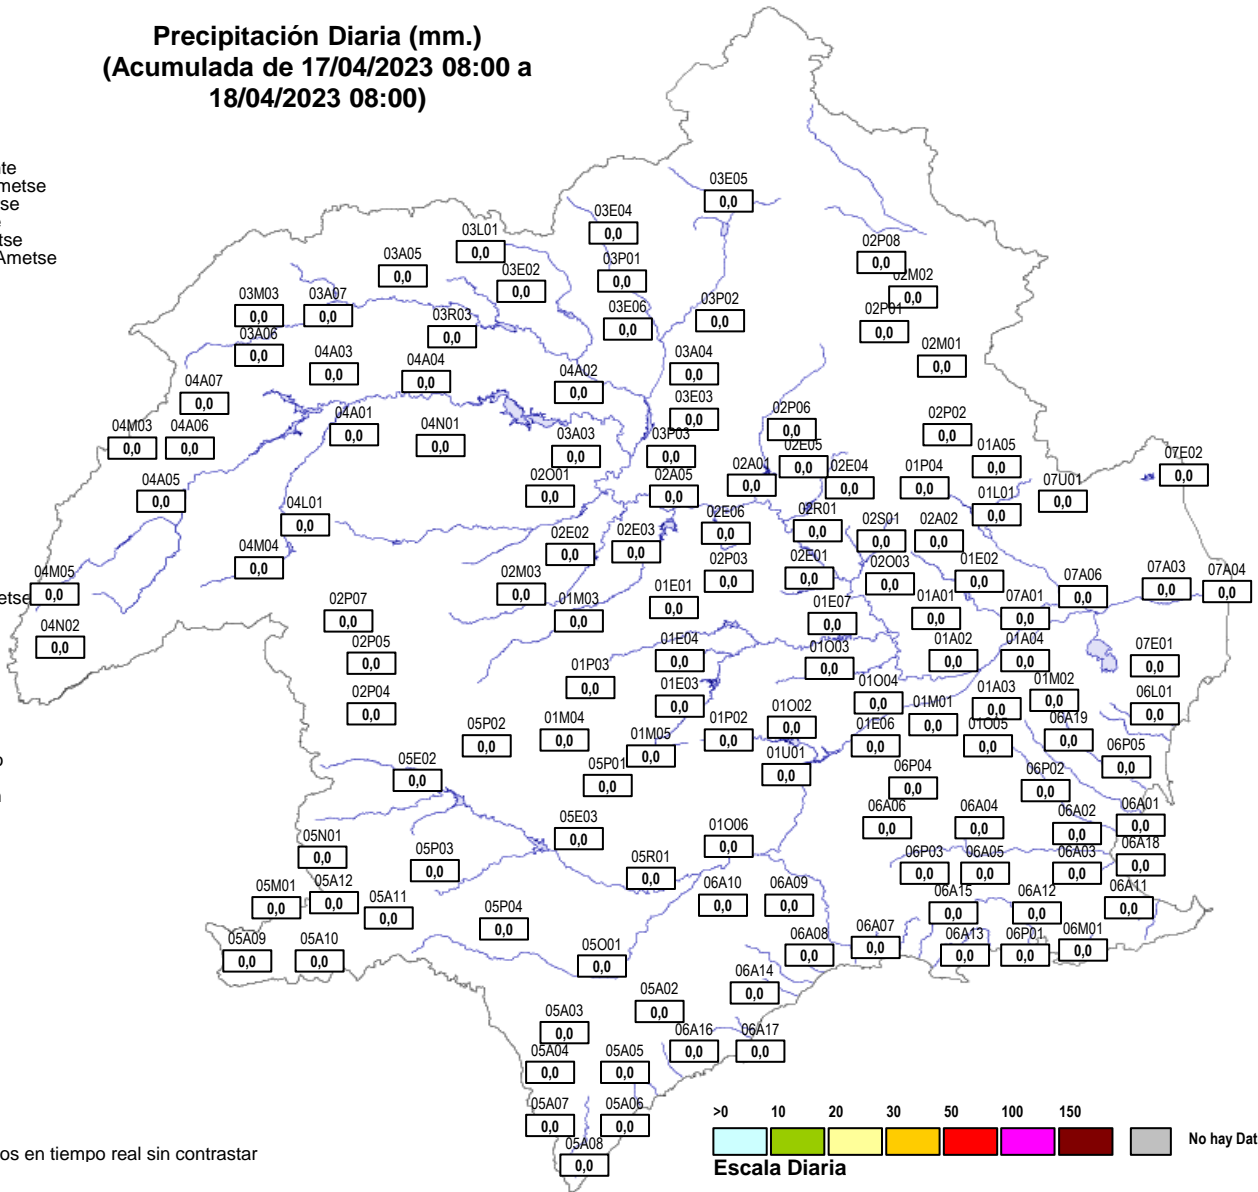 Precipitación Diaria (mm.)
(Acumulada de 17/04/2023 08:00 a
18/04/2023 08:00)
03E05
0,0
03E04
0,0
03L01
0,0
02P08
0,0
03A05
0,0
03P01
0,0
03E02
0,0
02M02
0,0
03M03
0,0
03A07
0,0
03P02
0,0
03E06
0,0
02P01
0,0
03R03
0,0
03A06
0,0
02M01
0,0
04A03
0,0
03A04
0,0
04A04
0,0
04A02
0,0
04A07
0,0
03E03
0,0
02P06
0,0
04A01
0,0
02P02
0,0
04M03
0,0
04A06
0,0
04N01
0,0
03A03
0,0
03P03
0,0
02E05
0,0
01A05
0,0
07E02
0,0
02A01
0,0
02E04
0,0
01P04
0,0
02O01
0,0
02A05
0,0
07U01
0,0
04A05
0,0
01L01
0,0
04L01
0,0
02R01
0,0
02E06
0,0
02S01
0,0
02A02
0,0
02E03
0,0
02E02
0,0
04M04
0,0
02P03
0,0
02E01
0,0
02O03
0,0
01E02
0,0
07A03
0,0
07A04
0,0
04M05
0,0
02M03
0,0
07A06
0,0
01E01
0,0
01M03
0,0
02P07
0,0
01E07
0,0
01A01
0,0
07A01
0,0
04N02
0,0
02P05
0,0
01E04
0,0
01O03
0,0
01A02
0,0
01A04
0,0
07E01
0,0
01P03
0,0
01E03
0,0
01O04
0,0
01A03
0,0
01M02
0,0
06L01
0,0
02P04
0,0
01M01
0,0
01O02
0,0
05P02
0,0
01M04
0,0
01P02
0,0
01E06
0,0
01O05
0,0
06A19
0,0
01M05
0,0
06P05
0,0
01U01
0,0
05E02
0,0
05P01
0,0
06P04
0,0
06P02
0,0
06A06
0,0
06A04
0,0
06A02
0,0
06A01
0,0
05E03
0,0
01O06
0,0
05N01
0,0
05P03
0,0
05R01
0,0
06P03
0,0
06A05
0,0
06A03
0,0
06A18
0,0
05M01
0,0
05A12
0,0
05A11
0,0
06A10
0,0
06A09
0,0
06A15
0,0
06A12
0,0
06A11
0,0
05P04
0,0
06A08
0,0
06A07
0,0
06A13
0,0
06P01
0,0
06M01
0,0
05A09
0,0
05A10
0,0
05O01
0,0
06A14
0,0
05A02
0,0
05A03
0,0
06A16
0,0
06A17
0,0
05A04
0,0
05A05
0,0
05A07
0,0
05A06
0,0
05A08
0,0
>0 10 20 30 50 100 150
No hay Dat
Escala Diaria
os en tiempo real sin contrastar